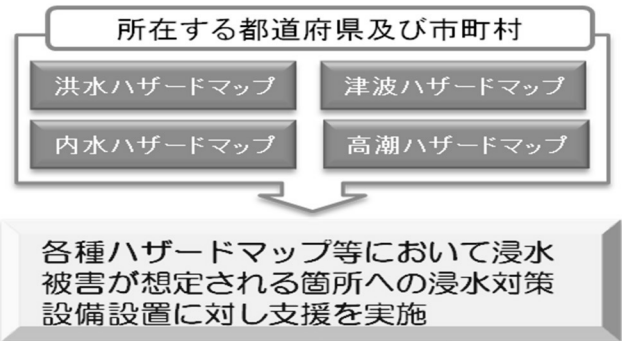 所在する都道府県及び市町村
洪水ハザードマップ
津波ハザードマップ
内水ハザードマップ
高潮ハザードマップ
各種ハザードマップ等において浸水
被害が想定される箇所への浸水対策
設備設置に対し支援を実施